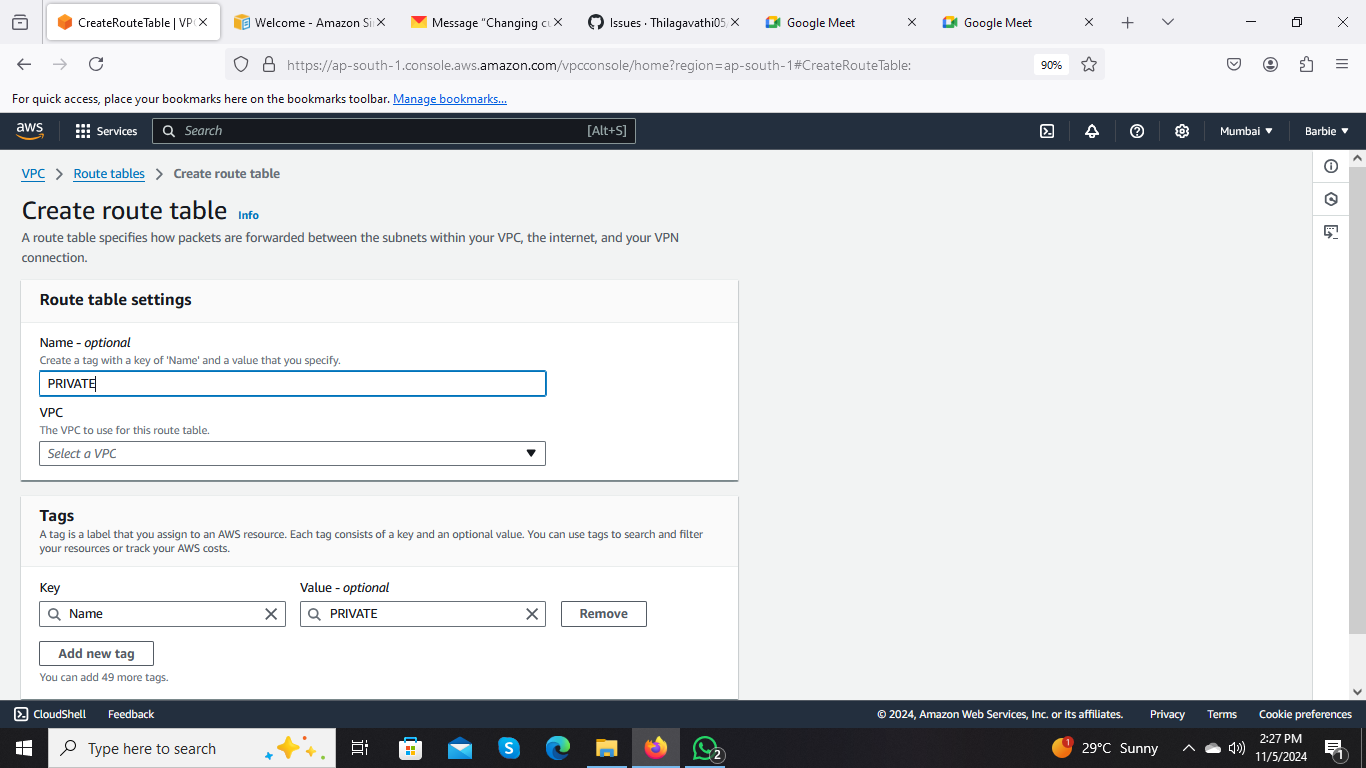 CreateRouteTable | VPC
Welcome - Amazon Sim
Message “Changing cu
Issues · Thilagavathi05.
Google Meet
Google Meet
https://ap-south-1.console.aws.amazon.com/vpcconsole/home?region=ap-south-1#CreateRouteTable:
90%
For quick access, place your bookmarks here on the bookmarks toolbar. Manage bookmarks...
aws
Services
Search
[Alt+S]
Mumbai
Barbie
VPC
Route tables
Create route table
Create route table Info
A route table specifies how packets are forwarded between the subnets within your VPC, the internet, and your VPN
connection.
Route table settings
Name - optional
Create a tag with a key of 'Name' and a value that you specify.
PRIVATE
VPC
The VPC to use for this route table.
Select a VPC
Tags
A tag is a label that you assign to an AWS resource. Each tag consists of a key and an optional value. You can use tags to search and filter
your resources or track your AWS costs.
Key
Value - optional
Name
PRIVATE
Remove
Add new tag
You can add 49 more tags.
CloudShell
Feedback
© 2024, Amazon Web Services, Inc. or its affiliates.
Privacy
Terms
Cookie preferences
Type here to search
2
1
29°C Sunny
2:27 PM
11/5/2024
1